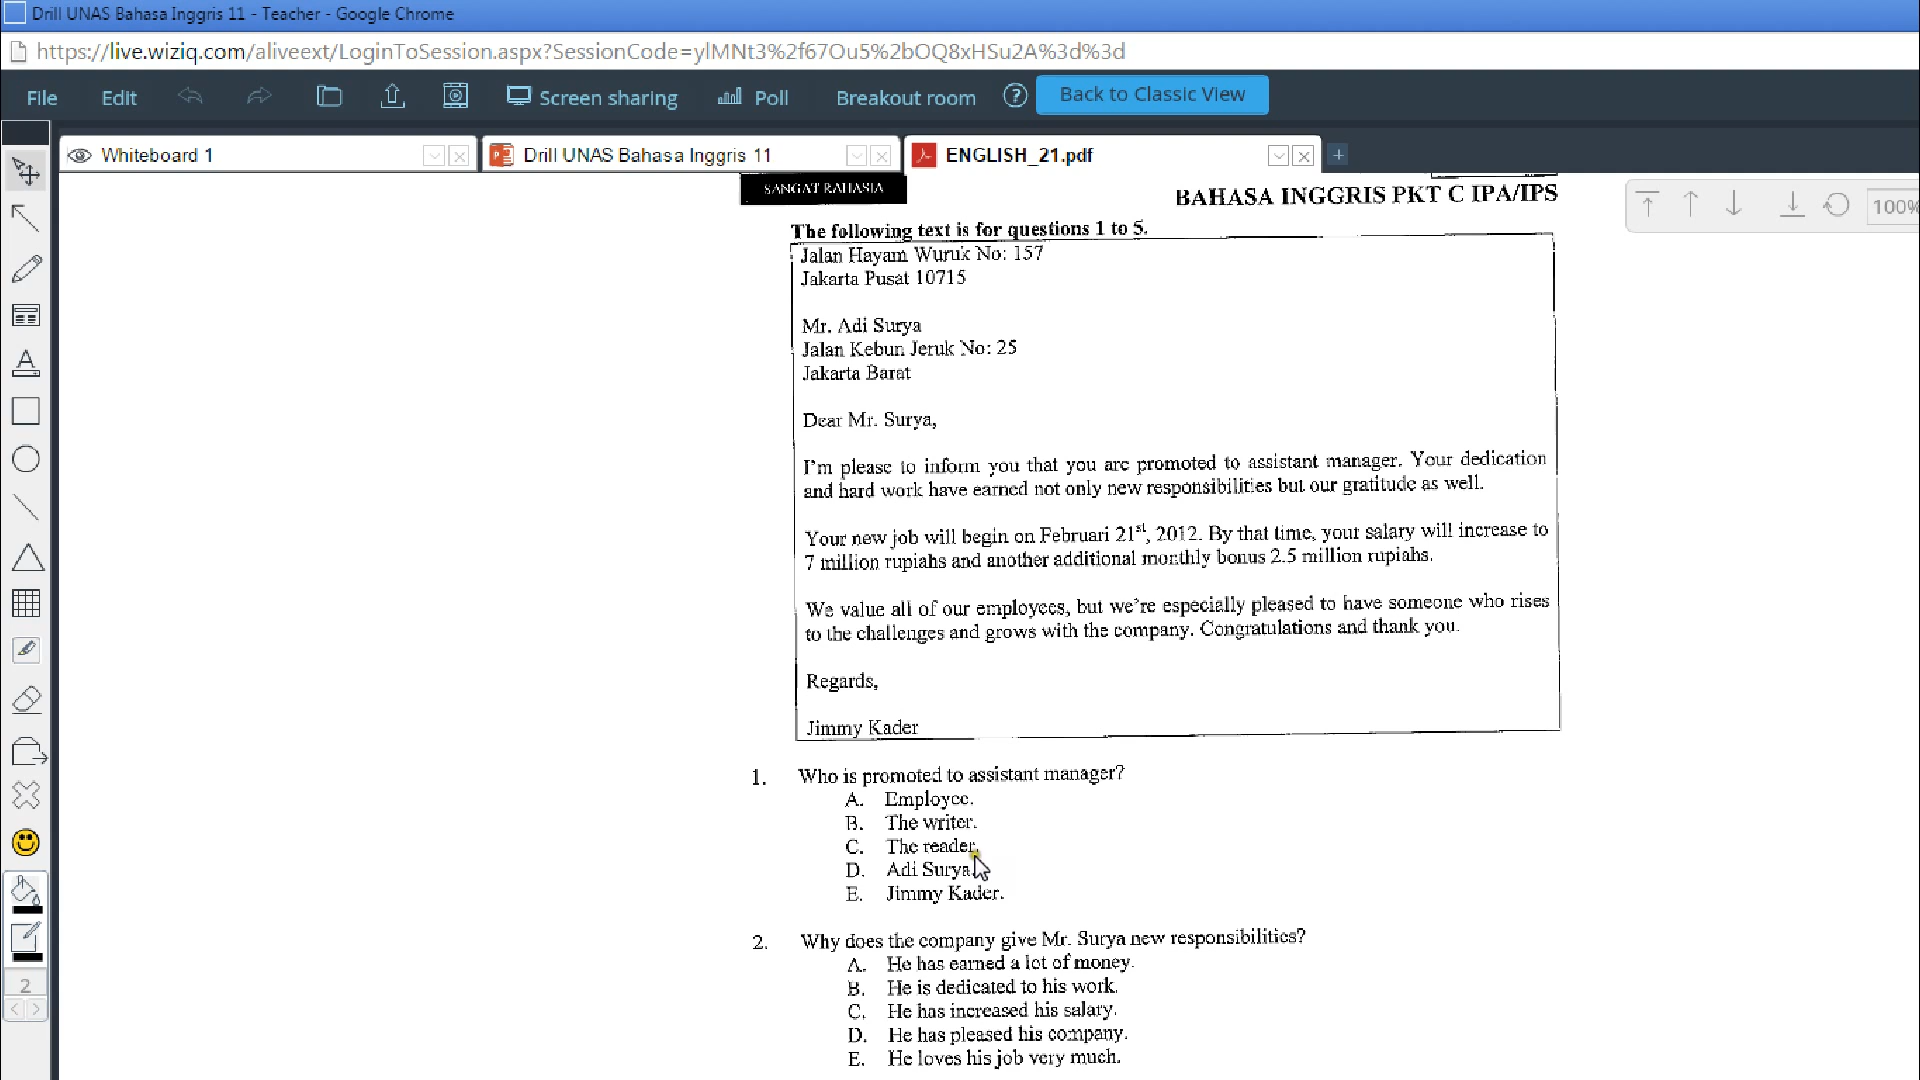 Drill UNAS Bahasa Inggris 11 - Teacher - Google Chrome
https://live.wiziq.com/aliveext/LoginToSession.aspx?SessionCode=ylMNt3%2f67Ou5%2bOQ8xHSu2A%3d%3d
File Edit Screen sharing Poll Breakout room ? Back to Classic View
Whiteboard 1 Drill UNAS Bahasa Inggris 11 ENGLISH_21.pdf +
SANGAT RAHASIA
BAHASA INGGRIS PKT C IPA/IPS
100%
The following text is for questions 1 to 5.
Jalan Hayam Wuruk No: 157
Jakarta Pusat 10715
Mr. Adi Surya
Jalan Kebun Jeruk No: 25
Jakarta Barat
Dear Mr. Surya,
I'm please to inform you that you are promoted to assistant manager. Your dedication
and hard work have earned not only new responsibilities but our gratitude as well.
Your new job will begin on Februari 21st, 2012. By that time, your salary will increase to
7 million rupiahs and another additional monthly bonus 2.5 million rupiahs.
We value all of our employees, but we're especially pleased to have someone who rises
to the challenges and grows with the company. Congratulations and thank you.
Regards,
Jimmy Kader
1. Who is promoted to assistant manager?
A. Employee.
B. The writer.
C. The reader.
D. Adi Surya.
E. Jimmy Kader.
2. Why does the company give Mr. Surya new responsibilities?
A. He has earned a lot of money.
B. He is dedicated to his work.
C. He has increased his salary.
D. He has pleased his company.
E. He loves his job very much.
2